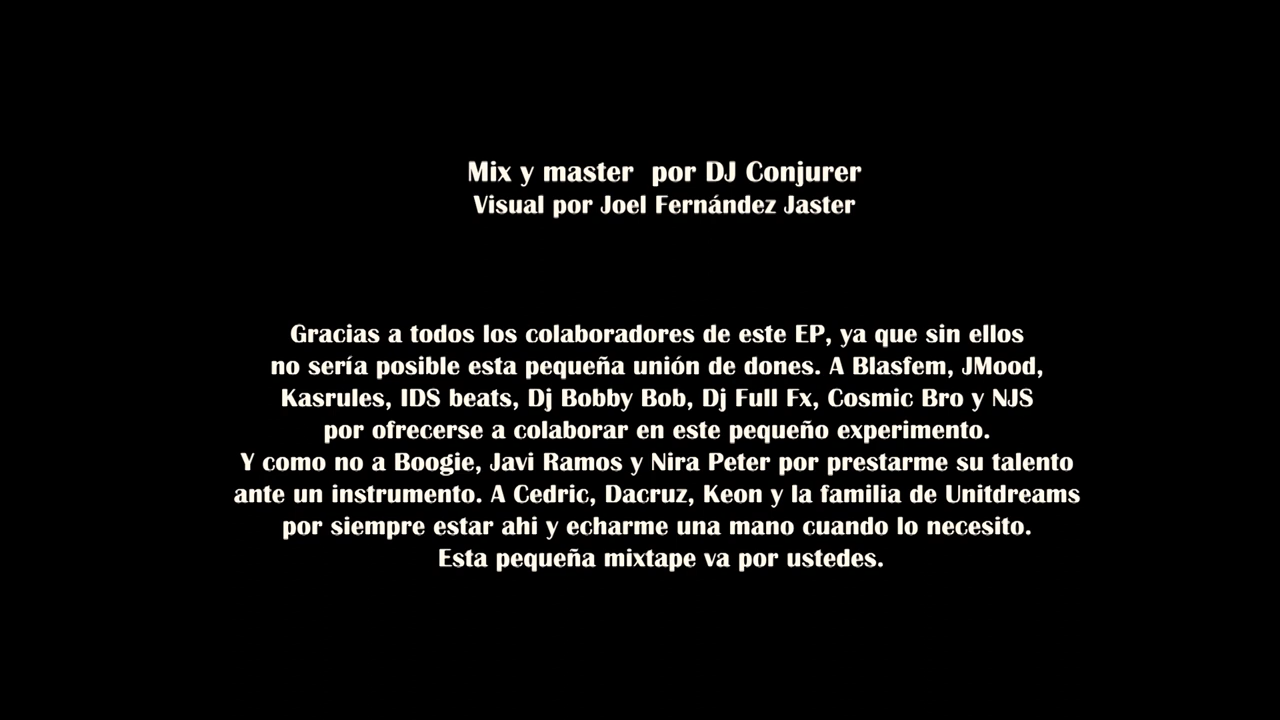 Mix y master  por DJ Conjurer
Visual por Joel Fernández Jaster
Gracias a todos los colaboradores de este EP, ya que sin ellos
no sería posible esta pequeña unión de dones. A Blasfem, JMood,
Kasrules, IDS beats, Dj Bobby Bob, Dj Full Fx, Cosmic Bro y NJS
por ofrecerse a colaborar en este pequeño experimento.
Y como no a Boogie, Javi Ramos y Nira Peter por prestarme su talento
ante un instrumento. A Cedric, Dacruz, Keon y la familia de Unitdreams
por siempre estar ahi y echarme una mano cuando lo necesito.
Esta pequeña mixtape va por ustedes.